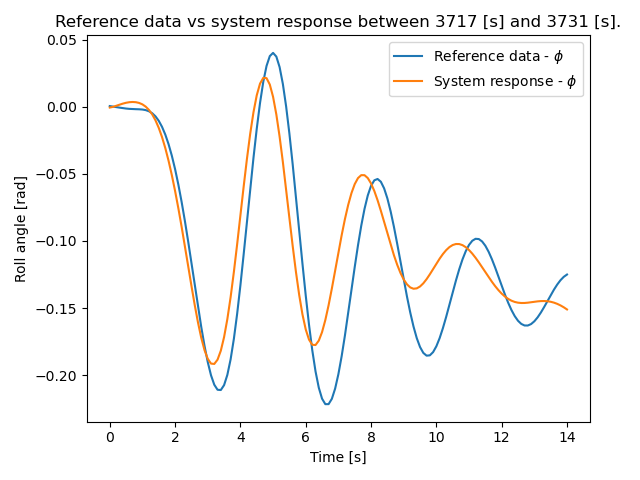 Reference data vs system response between 3717 [s] and 3731 [s].
Reference data - ϕ
System response - ϕ
0.05
0.00
−0.05
−0.10
−0.15
−0.20
Roll angle [rad]
0 2 4 6 8 10 12 14
Time [s]